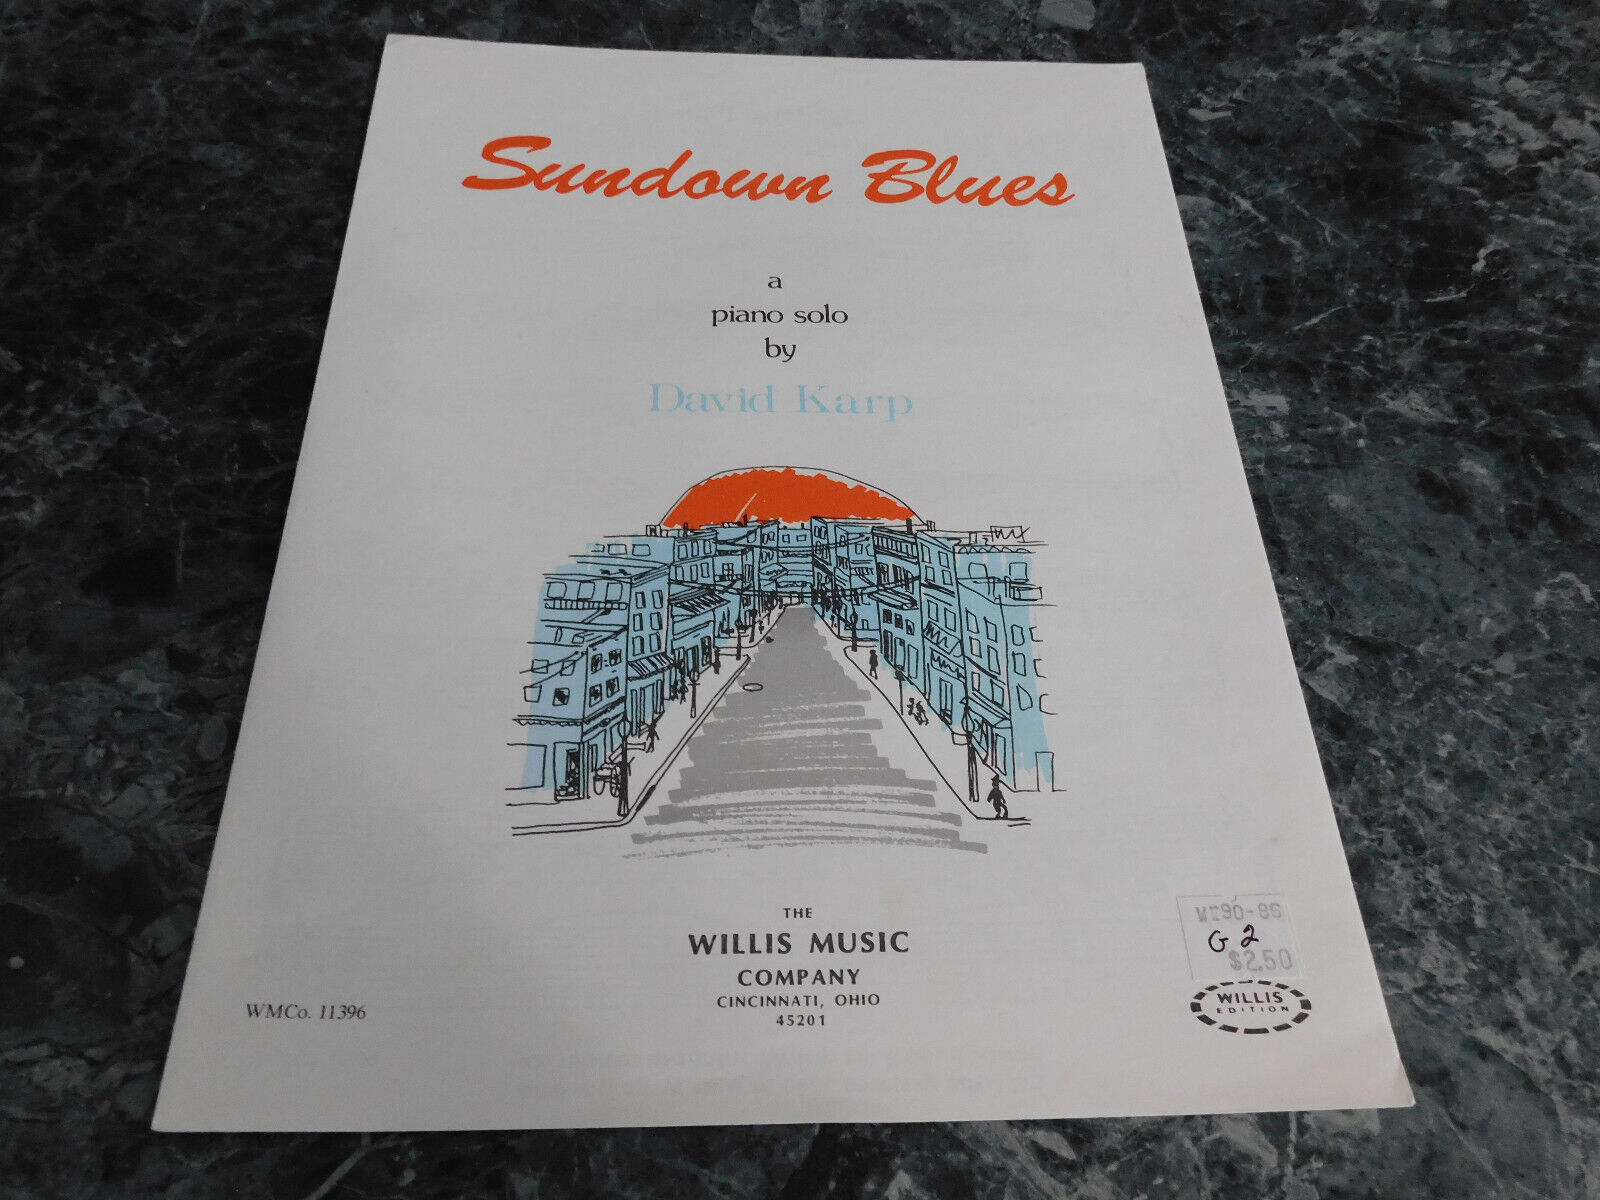 Sundown Blues
a
piano solo
by
David Karp
THE
WILLIS MUSIC
COMPANY
CINCINNATI, OHIO
45201
WMCo. 11396
G 2
$2.50
WILLIS
EDITION